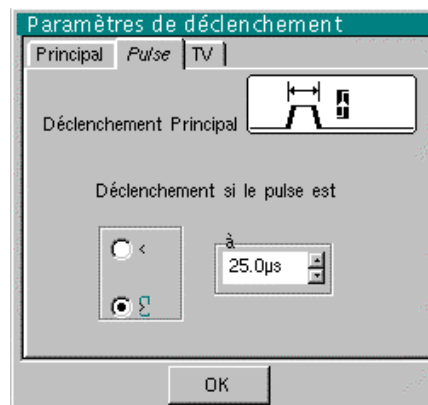 Paramètres de déclenchement
Principal Pulse TV
Déclenchement Principal
Déclenchement si le pulse est
<
à
25.0µs
>
OK